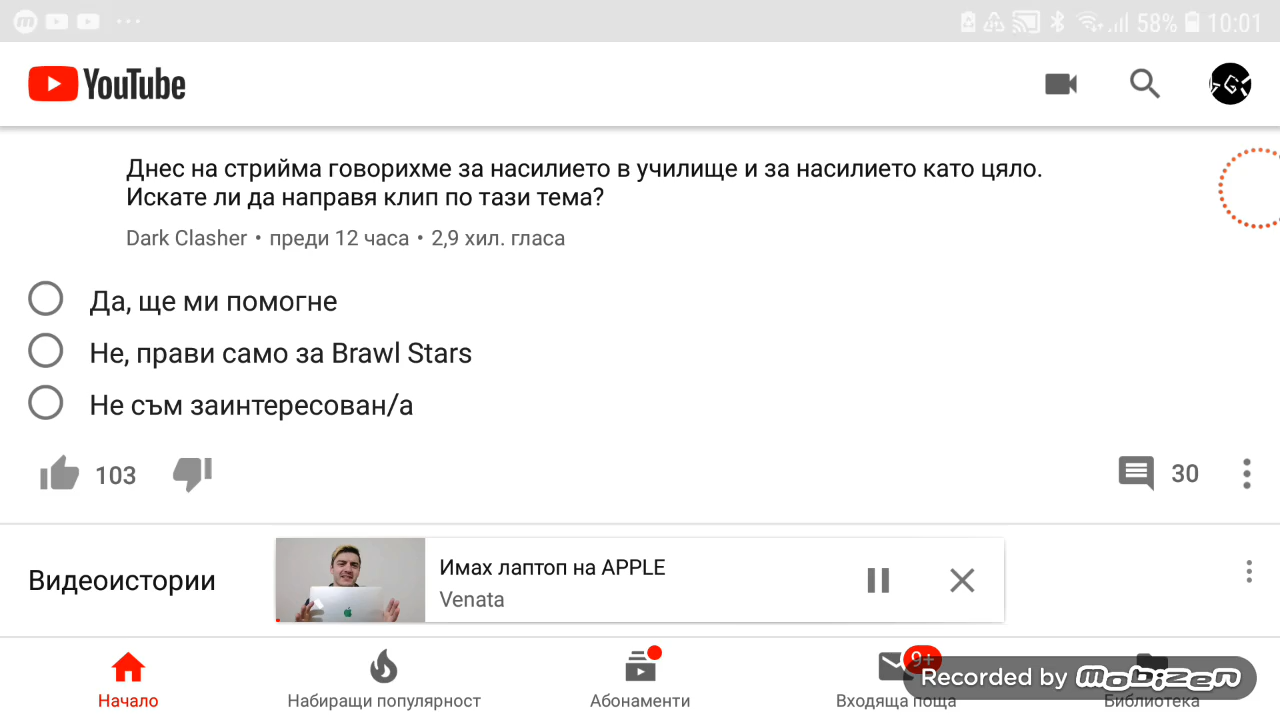 58% 10:01
YouTube
Днес на стрийма говорихме за насилието в училище и за насилието като цяло.
Искате ли да направя клип по тази тема?
Dark Clasher • преди 12 часа • 2,9 хил. гласа
Да, ще ми помогне
Не, прави само за Brawl Stars
Не съм заинтересован/а
103
30
Видеоистории
Имах лаптоп на APPLE
Venata
9+
Recorded by Mobizen
Начало
Набиращи популярност
Абонаменти
Входяща поща
Библиотека